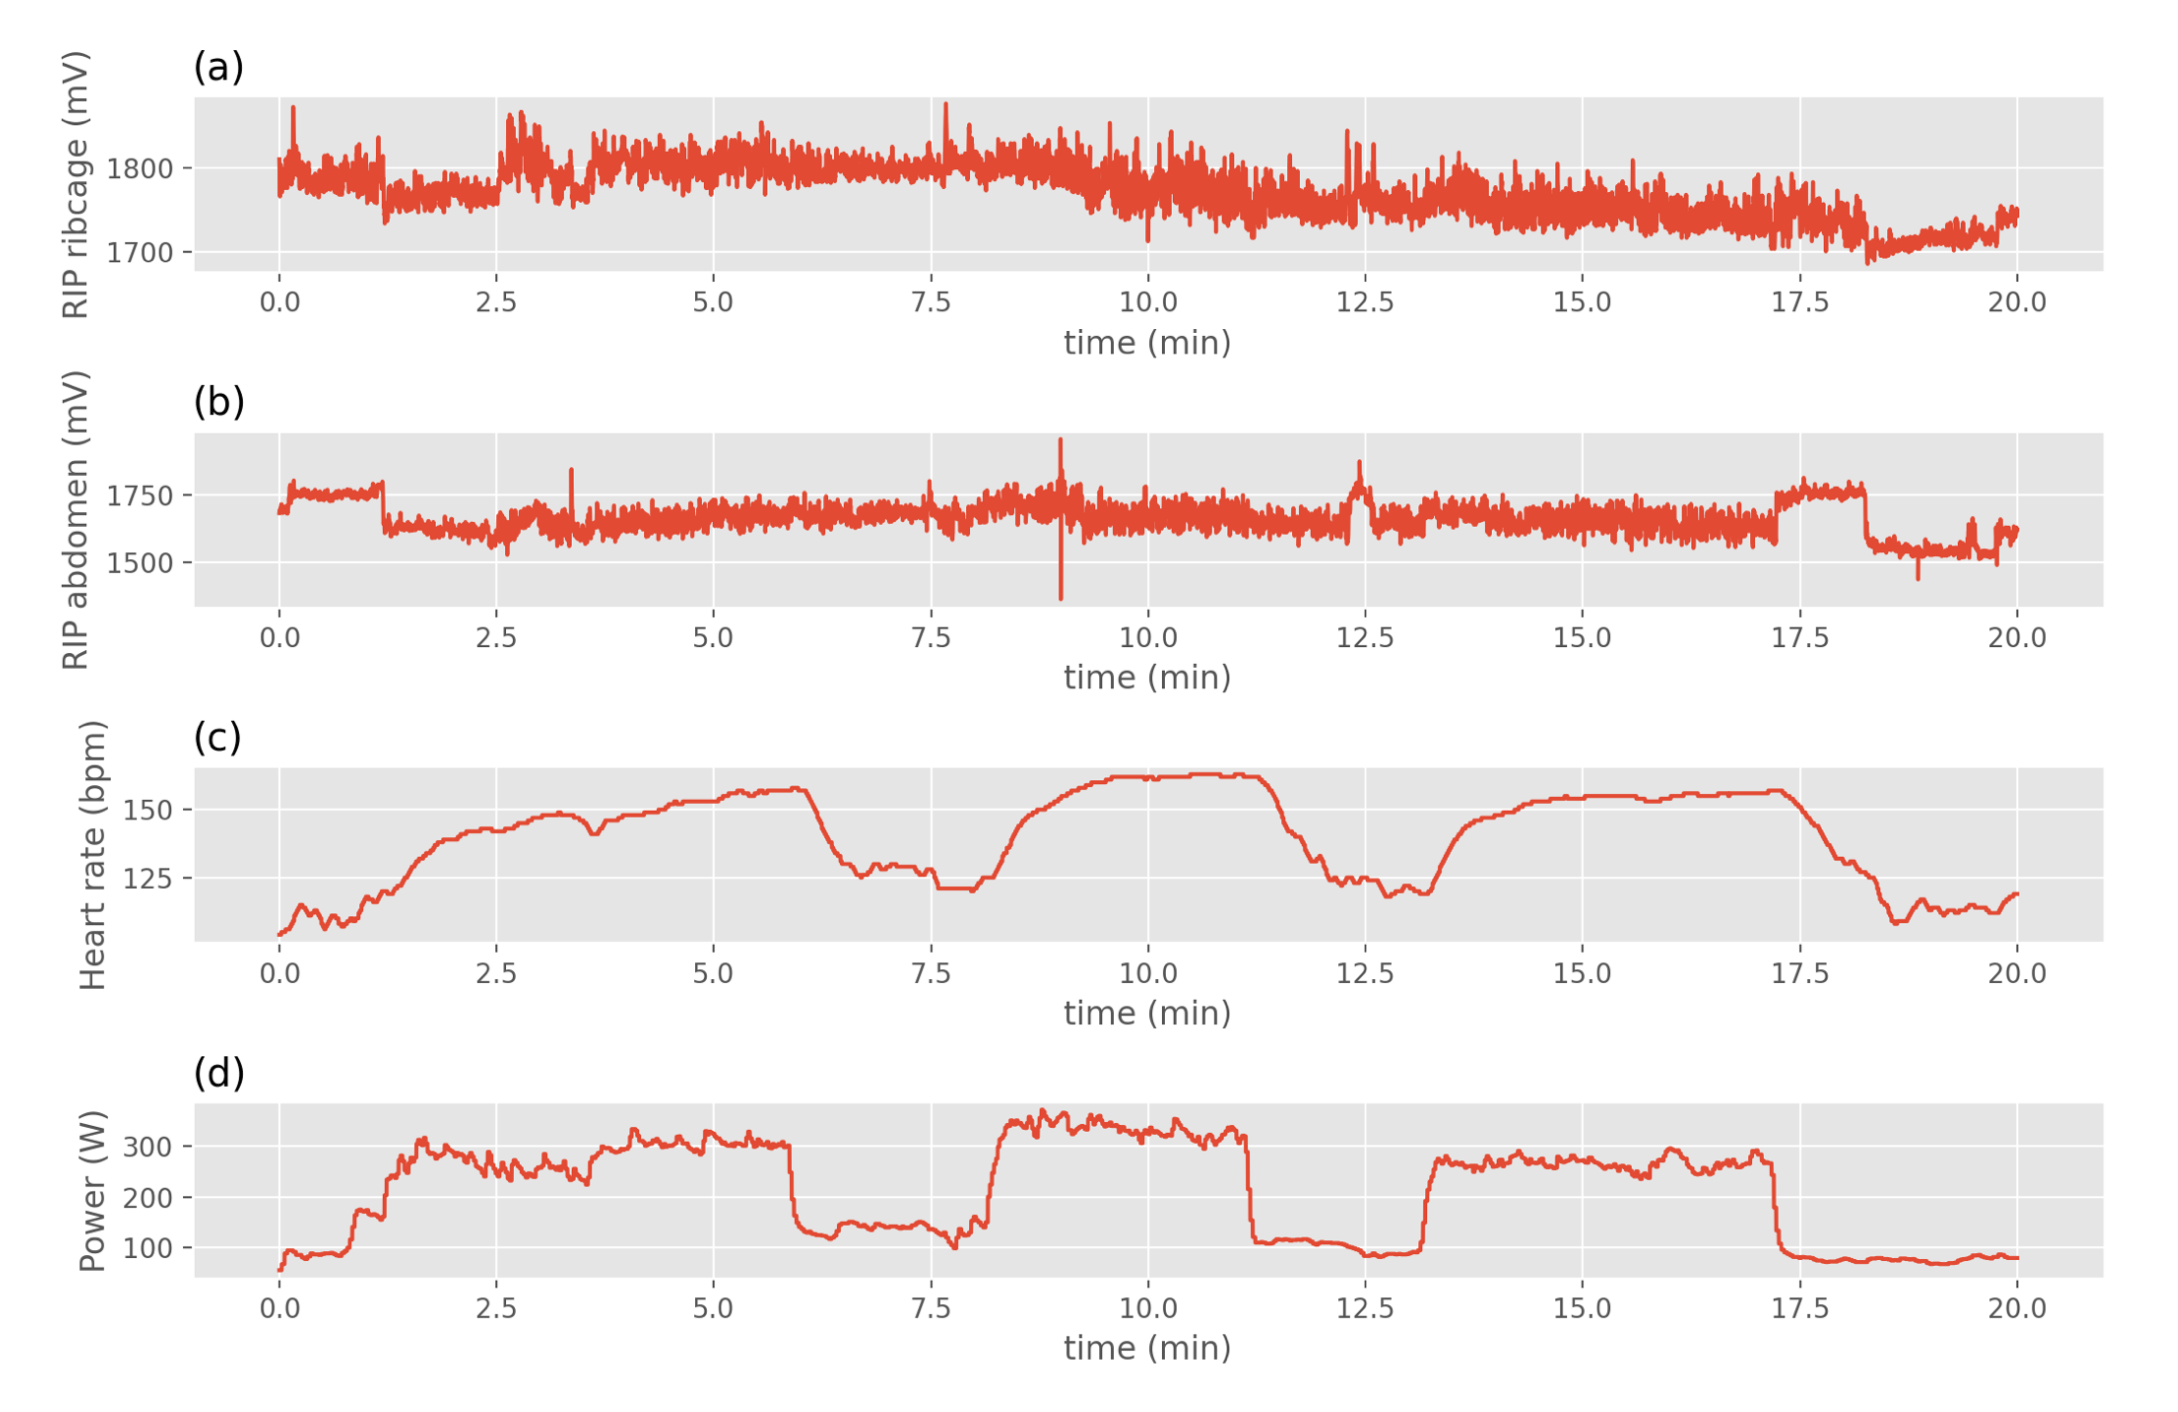 (a)
RIP ribcage (mV)
1800
1700
0.0 2.5 5.0 7.5 10.0 12.5 15.0 17.5 20.0
time (min)
(b)
RIP abdomen (mV)
1750
1500
0.0 2.5 5.0 7.5 10.0 12.5 15.0 17.5 20.0
time (min)
(c)
Heart rate (bpm)
150
125
0.0 2.5 5.0 7.5 10.0 12.5 15.0 17.5 20.0
time (min)
(d)
Power (W)
300
200
100
0.0 2.5 5.0 7.5 10.0 12.5 15.0 17.5 20.0
time (min)